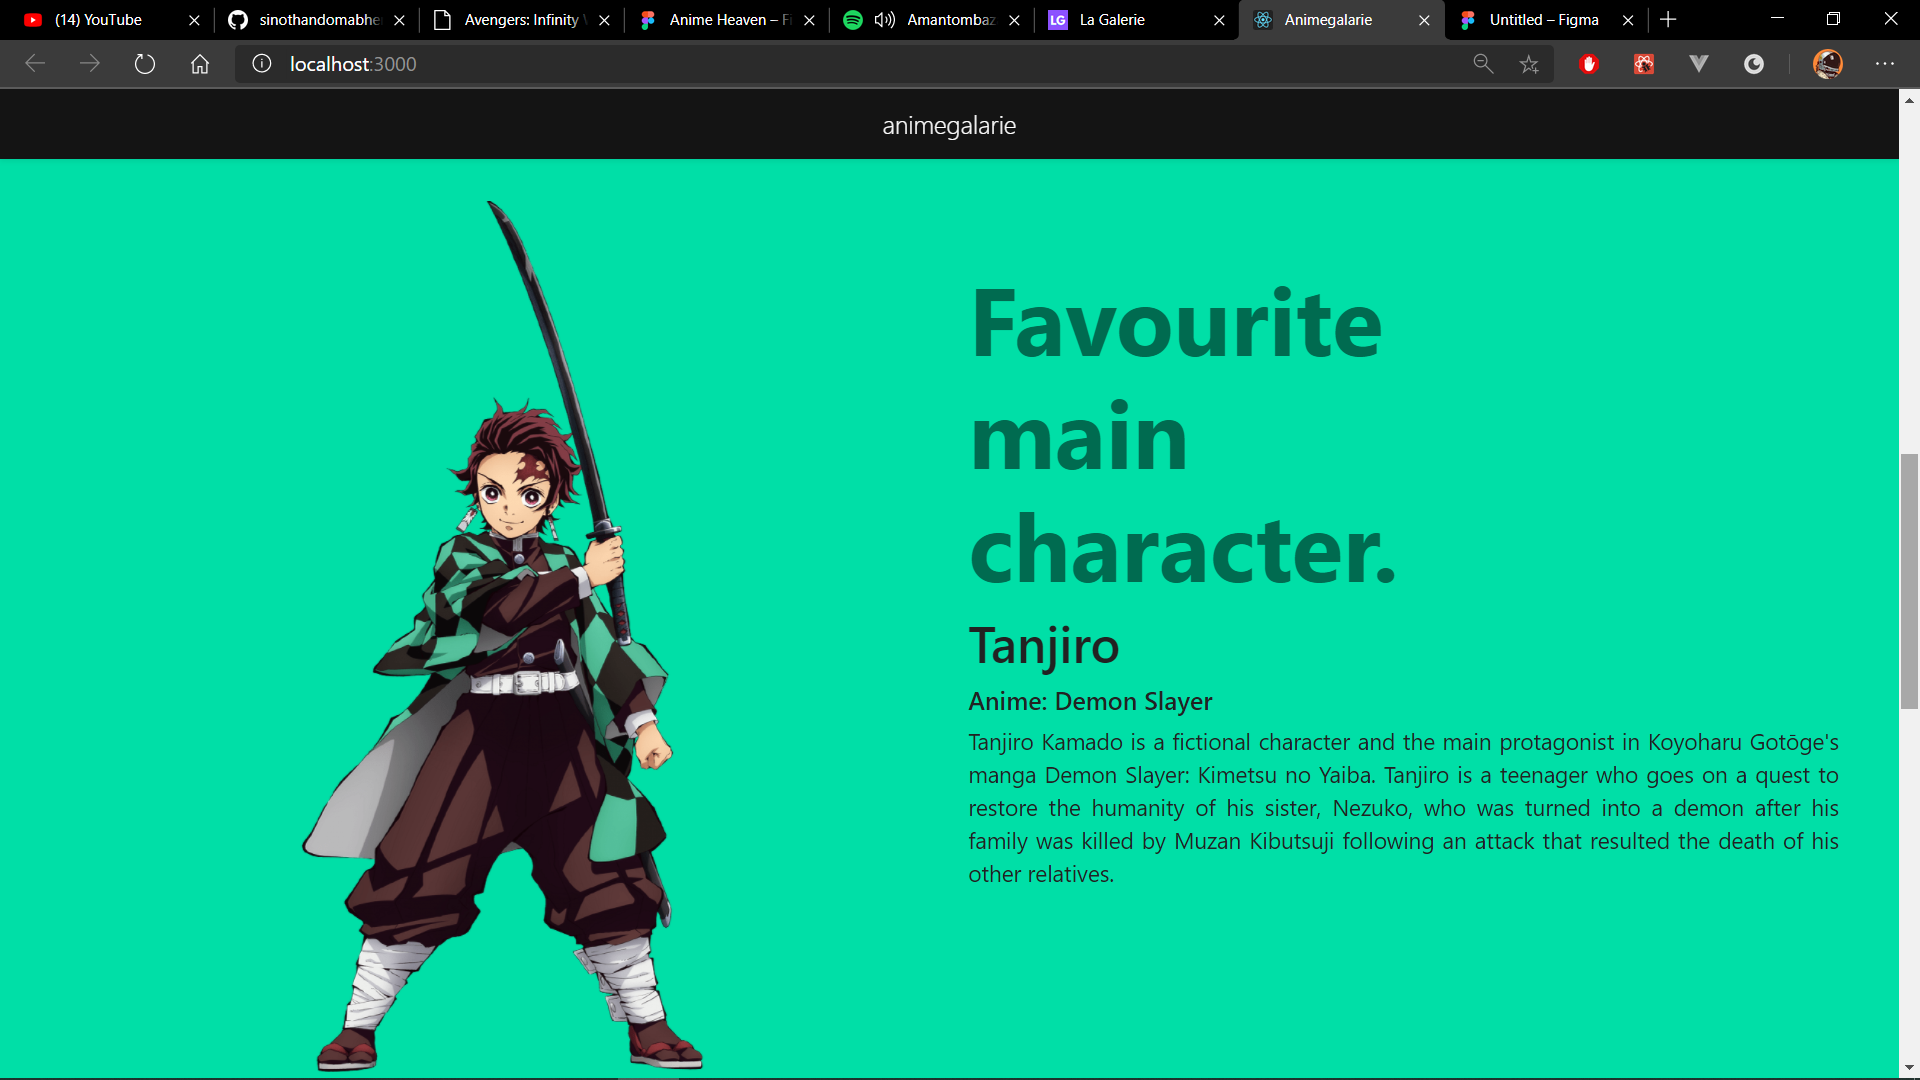 (14) YouTube
sinothandomabhe
Avengers: Infinity
Anime Heaven – Fi
Amantombaz
LG La Galerie
Animegalarie
Untitled – Figma
localhost:3000
animegalarie
Favourite
main
character.
Tanjiro
Anime: Demon Slayer
Tanjiro Kamado is a fictional character and the main protagonist in Koyoharu Gotōge's
manga Demon Slayer: Kimetsu no Yaiba. Tanjiro is a teenager who goes on a quest to
restore the humanity of his sister, Nezuko, who was turned into a demon after his
family was killed by Muzan Kibutsuji following an attack that resulted the death of his
other relatives.